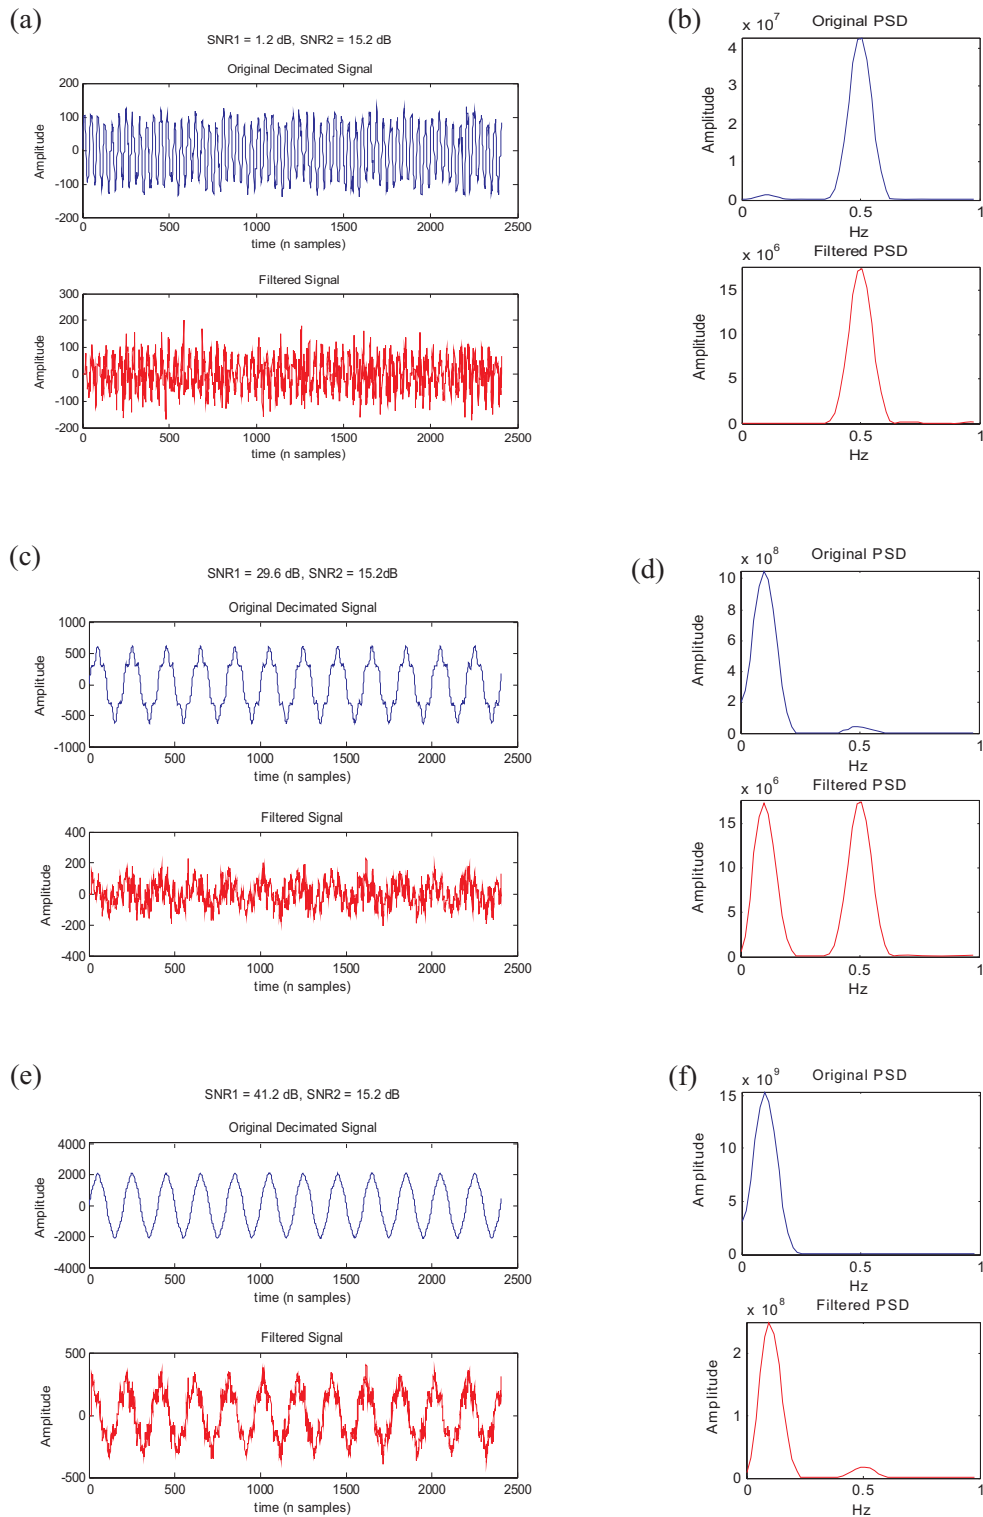 (a)
SNR1 = 1.2 dB, SNR2 = 15.2 dB
Original Decimated Signal
200
100
0
-100
-200
Amplitude
0 500 1000 1500 2000 2500
time (n samples)
Filtered Signal
300
200
100
0
-100
-200
Amplitude
0 500 1000 1500 2000 2500
time (n samples)
(b)
x 10^7
Original PSD
4
3
2
1
0
Amplitude
0 0.5 1
Hz
x 10^6
Filtered PSD
15
10
5
0
Amplitude
0 0.5 1
Hz
(c)
SNR1 = 29.6 dB, SNR2 = 15.2dB
Original Decimated Signal
1000
500
0
-500
-1000
Amplitude
0 500 1000 1500 2000 2500
time (n samples)
Filtered Signal
400
200
0
-200
-400
Amplitude
0 500 1000 1500 2000 2500
time (n samples)
(d)
x 10^8
Original PSD
10
8
6
4
2
0
Amplitude
0 0.5 1
Hz
x 10^6
Filtered PSD
15
10
5
0
Amplitude
0 0.5 1
Hz
(e)
SNR1 = 41.2 dB, SNR2 = 15.2 dB
Original Decimated Signal
4000
2000
0
-2000
-4000
Amplitude
0 500 1000 1500 2000 2500
time (n samples)
Filtered Signal
500
0
-500
Amplitude
0 500 1000 1500 2000 2500
time (n samples)
(f)
x 10^9
Original PSD
15
10
5
0
Amplitude
0 0.5 1
Hz
x 10^8
Filtered PSD
2
1
0
Amplitude
0 0.5 1
Hz